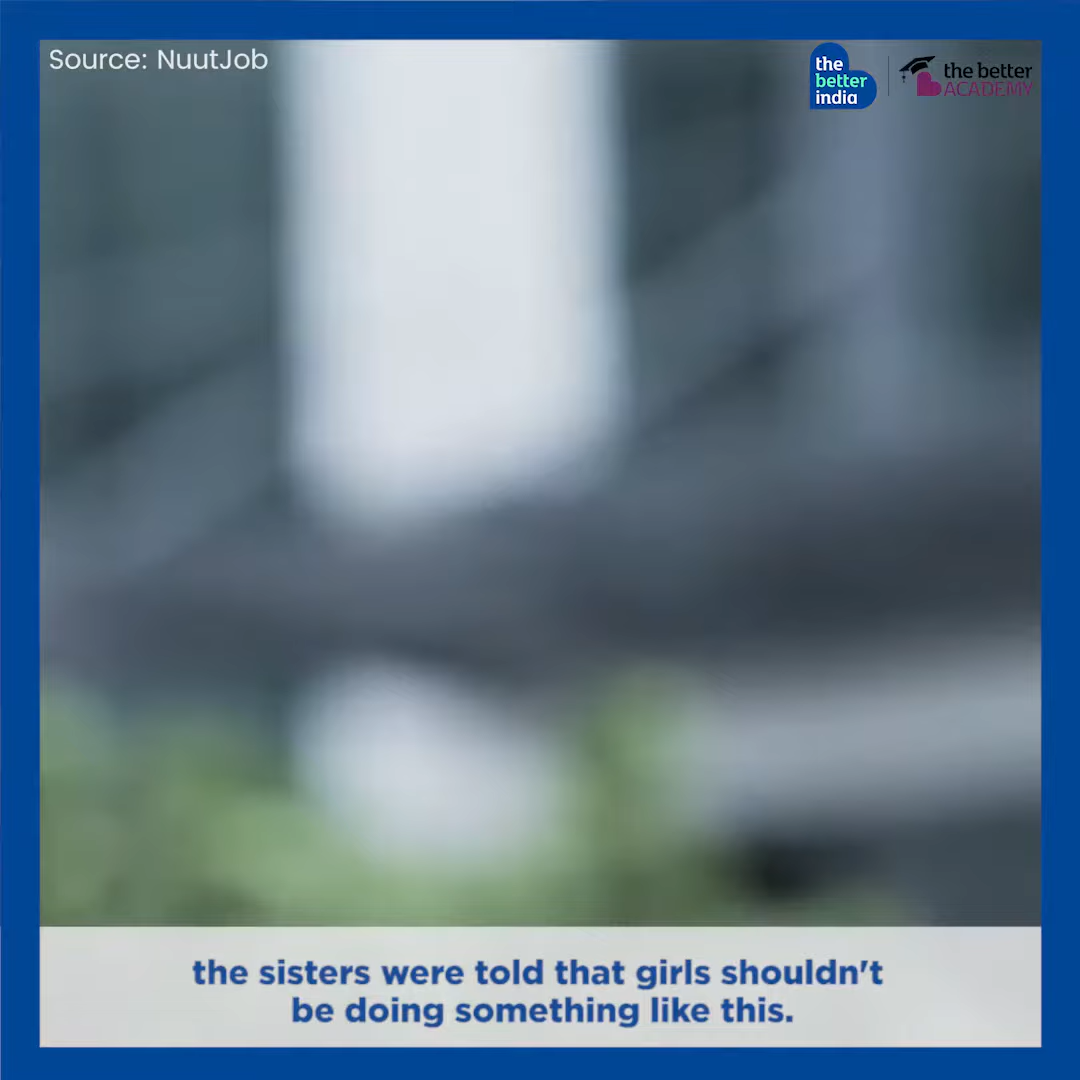 Source: NuutJob
the
better
india
the better
ACADEMY
the sisters were told that girls shouldn't
be doing something like this.